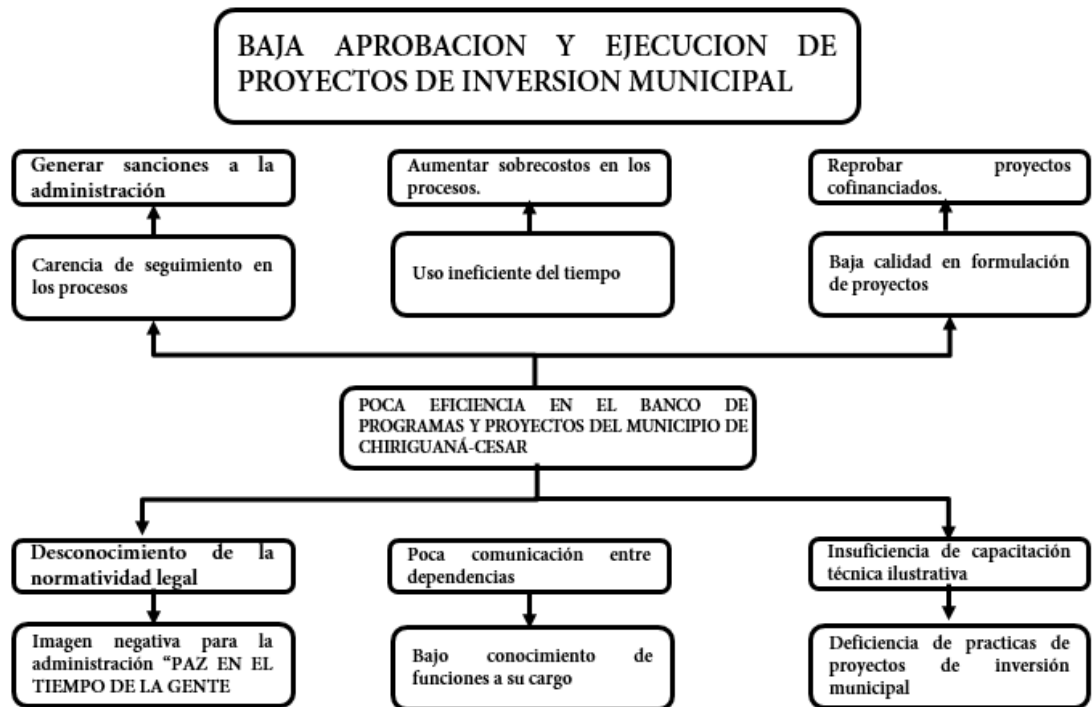 BAJA APROBACION Y EJECUCION DE
PROYECTOS DE INVERSION MUNICIPAL
Generar sanciones a la
administración
Aumentar sobrecostos en los
procesos.
Reprobar proyectos
cofinanciados.
Carencia de seguimiento en
los procesos
Uso ineficiente del tiempo
Baja calidad en formulación
de proyectos
POCA EFICIENCIA EN EL BANCO DE
PROGRAMAS Y PROYECTOS DEL MUNICIPIO DE
CHIRIGUANÁ-CESAR
Desconocimiento de la
normatividad legal
Poca comunicación entre
dependencias
Insuficiencia de capacitación
técnica ilustrativa
Imagen negativa para la
administración “PAZ EN EL
TIEMPO DE LA GENTE
Bajo conocimiento de
funciones a su cargo
Deficiencia de practicas de
proyectos de inversión
municipal